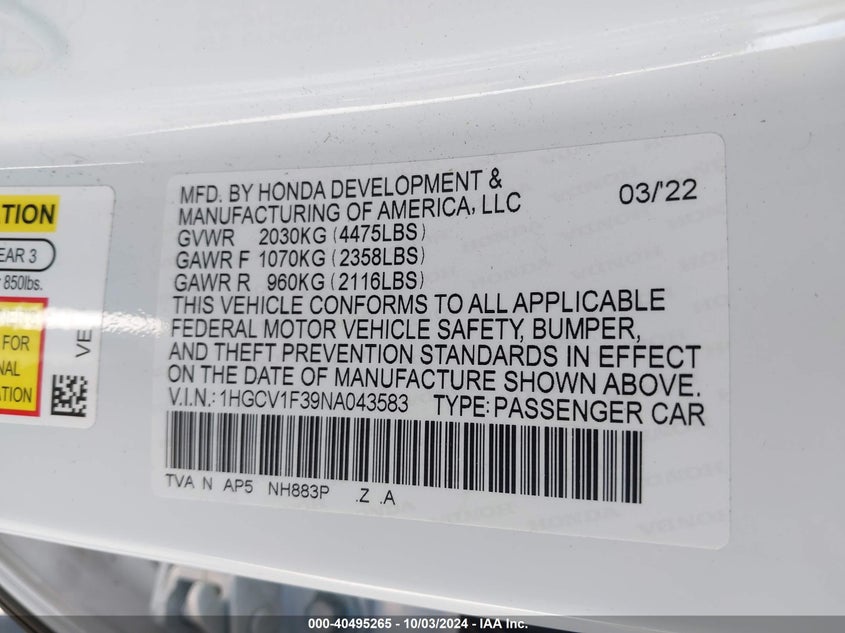 MFD. BY HONDA DEVELOPMENT &
MANUFACTURING OF AMERICA, LLC 03/'22
GVWR 2030KG (4475LBS)
GAWR F 1070KG (2358LBS)
GAWR R 960KG (2116LBS)
THIS VEHICLE CONFORMS TO ALL APPLICABLE
FEDERAL MOTOR VEHICLE SAFETY, BUMPER,
AND THEFT PREVENTION STANDARDS IN EFFECT
ON THE DATE OF MANUFACTURE SHOWN ABOVE.
V.I.N.: 1HGCV1F39NA043583 TYPE: PASSENGER CAR
TVA N AP5 NH883P .Z .A
EAR 3
850lbs.
FOR
VE
000-40495265 - 10/03/2024 - IAA Inc.